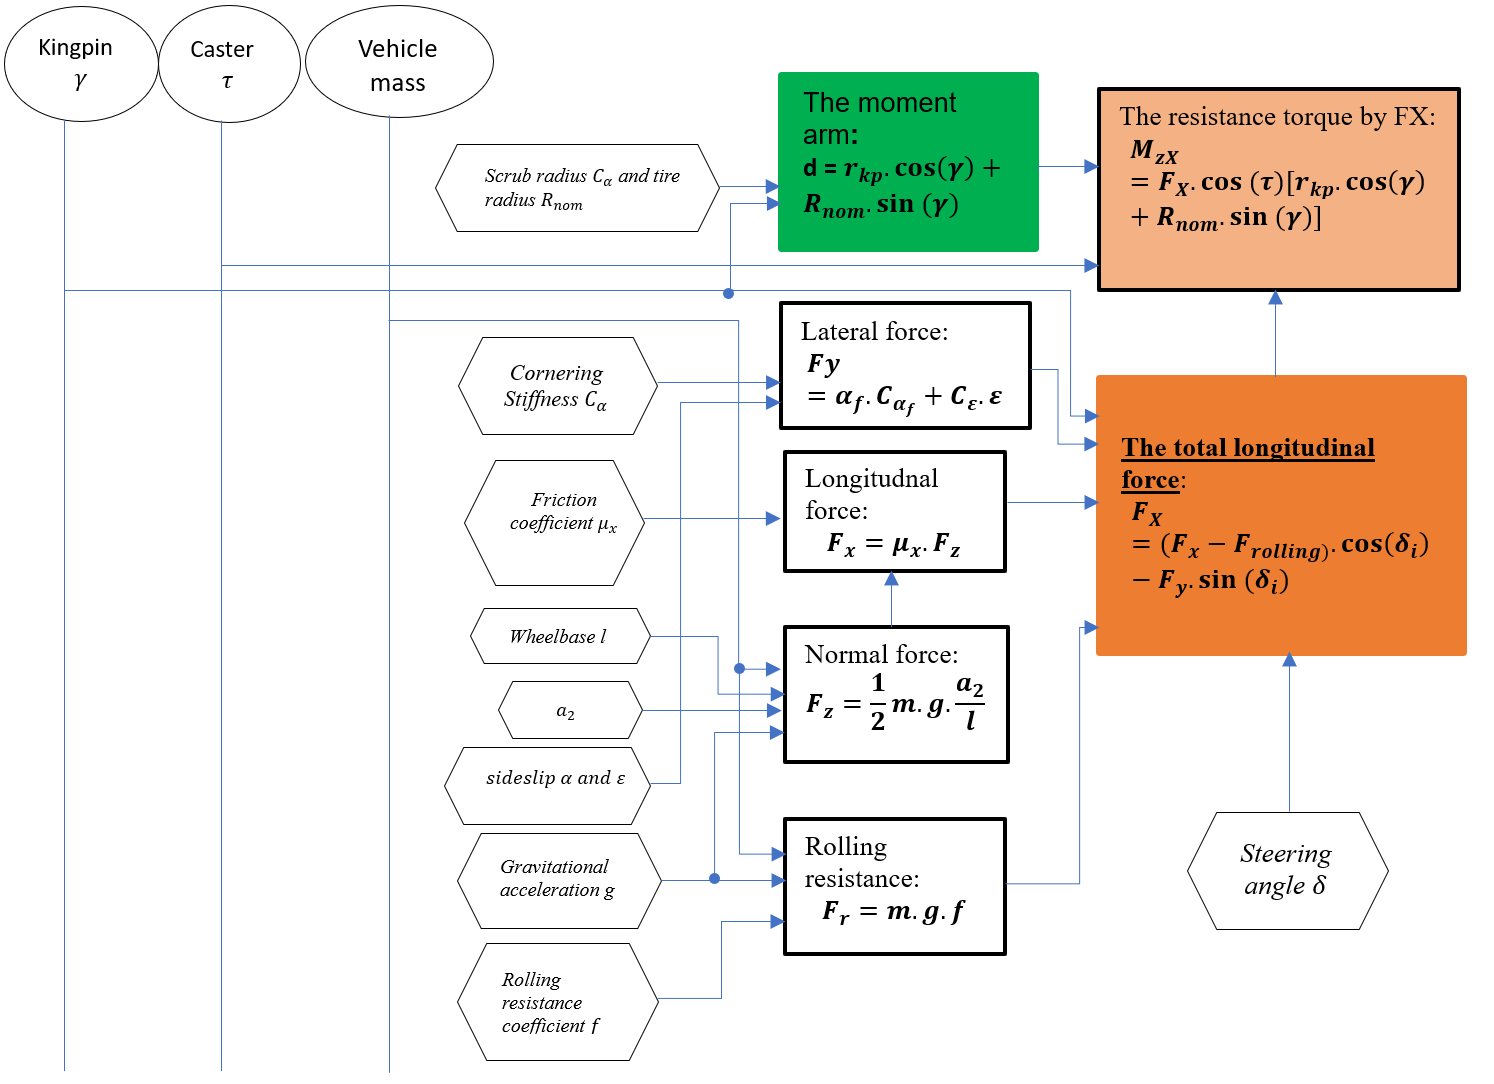 Kingpin
γ
Caster
τ
Vehicle
mass
The moment
arm:
d = r_kp. cos(γ) +
R_nom. sin (γ)
The resistance torque by FX:
M_zX
= F_X. cos (τ)[r_kp. cos(γ)
+ R_nom. sin (γ)]
Scrub radius C_α and tire
radius R_nom
Lateral force:
Fy
= α_f. C_α_f + C_ε. ε
Cornering
Stiffness C_α
The total longitudinal
force:
F_X
= (F_x − F_rolling). cos(δ_i)
− F_y. sin (δ_i)
Longitudnal
force:
F_x = μ_x. F_z
Friction
coefficient μ_x
Wheelbase l
Normal force:
F_z = 1/2 m. g. a_2/l
a_2
sideslip α and ε
Gravitational
acceleration g
Rolling
resistance:
F_r = m. g. f
Steering
angle δ
Rolling
resistance
coefficient f